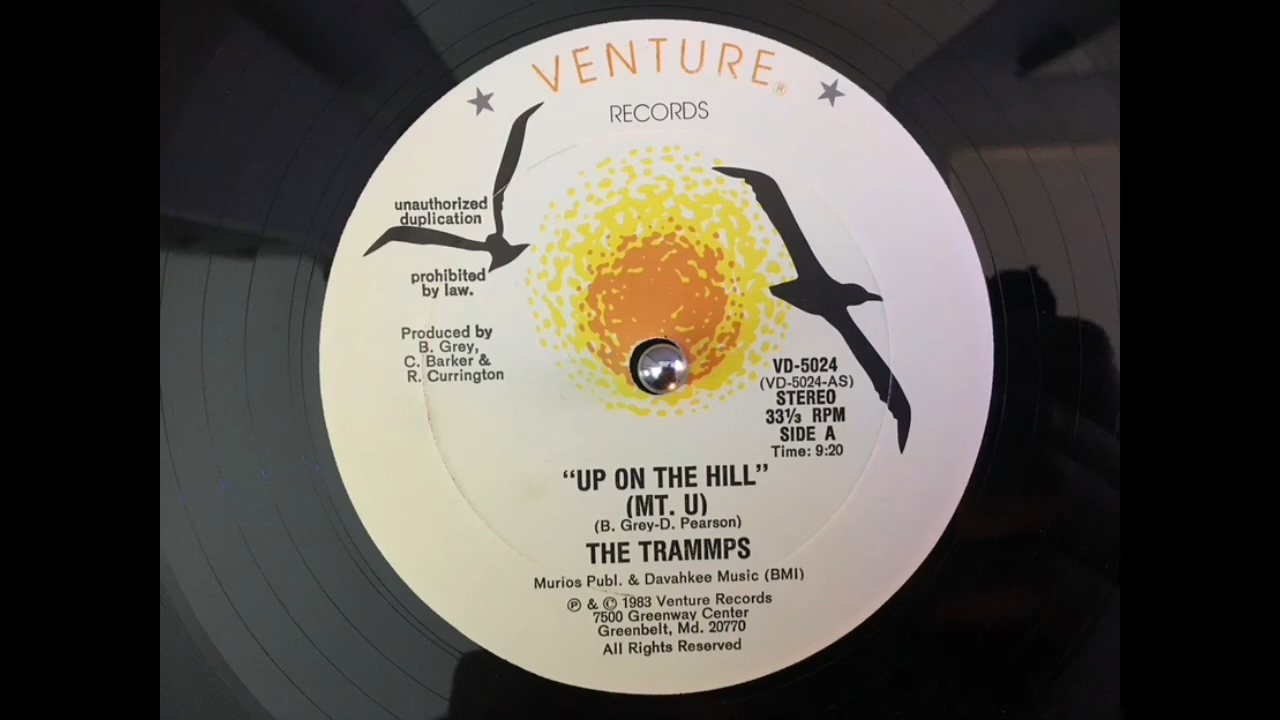 VENTURE®
RECORDS
unauthorized
duplication
prohibited
by law.
Produced by
B. Grey,
C. Barker &
R. Currington
VD-5024
(VD-5024-AS)
STEREO
33⅓ RPM
SIDE A
Time: 9:20
"UP ON THE HILL"
(MT. U)
(B. Grey-D. Pearson)
THE TRAMMPS
Murios Publ. & Davahkee Music (BMI)
℗ & © 1983 Venture Records
7500 Greenway Center
Greenbelt, Md. 20770
All Rights Reserved